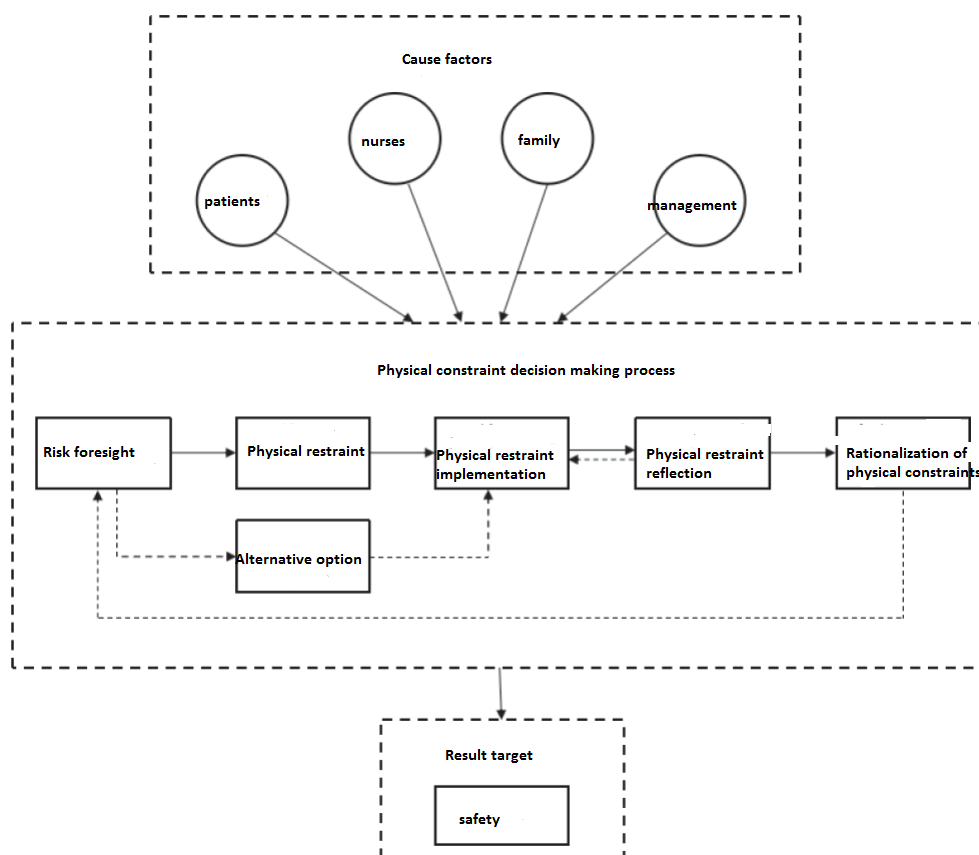 Cause factors
nurses
family
patients
management
Physical constraint decision making process
Risk foresight
Physical restraint
Physical restraint
implementation
Physical restraint
reflection
Rationalization of
physical constraints
Alternative option
Result target
safety